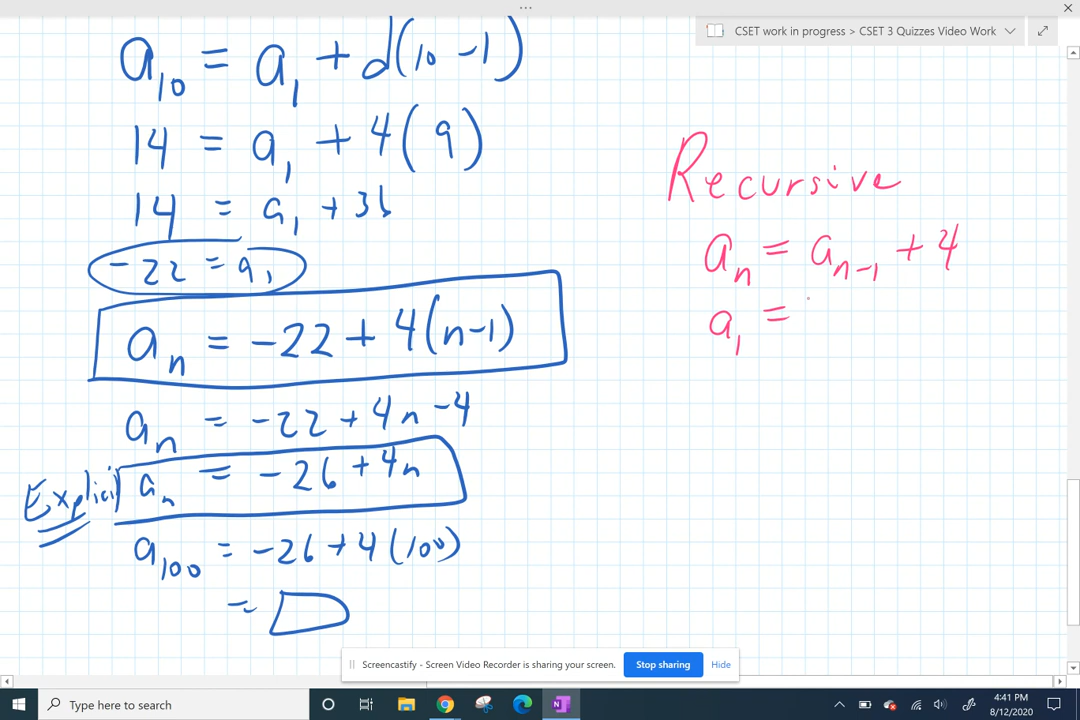 CSET work in progress > CSET 3 Quizzes Video Work
a₁₀ = a₁ + d(10 - 1)
14 = a₁ + 4(9)
14 = a₁ + 36
-22 = a₁
aₙ = -22 + 4(n-1)
aₙ = -22 + 4n - 4
Explicit aₙ = -26 + 4n
a₁₀₀ = -26 + 4(100)
=
Recursive
aₙ = aₙ₋₁ + 4
a₁ =
Screencastify - Screen Video Recorder is sharing your screen.
Stop sharing
Hide
Type here to search
4:41 PM
8/12/2020